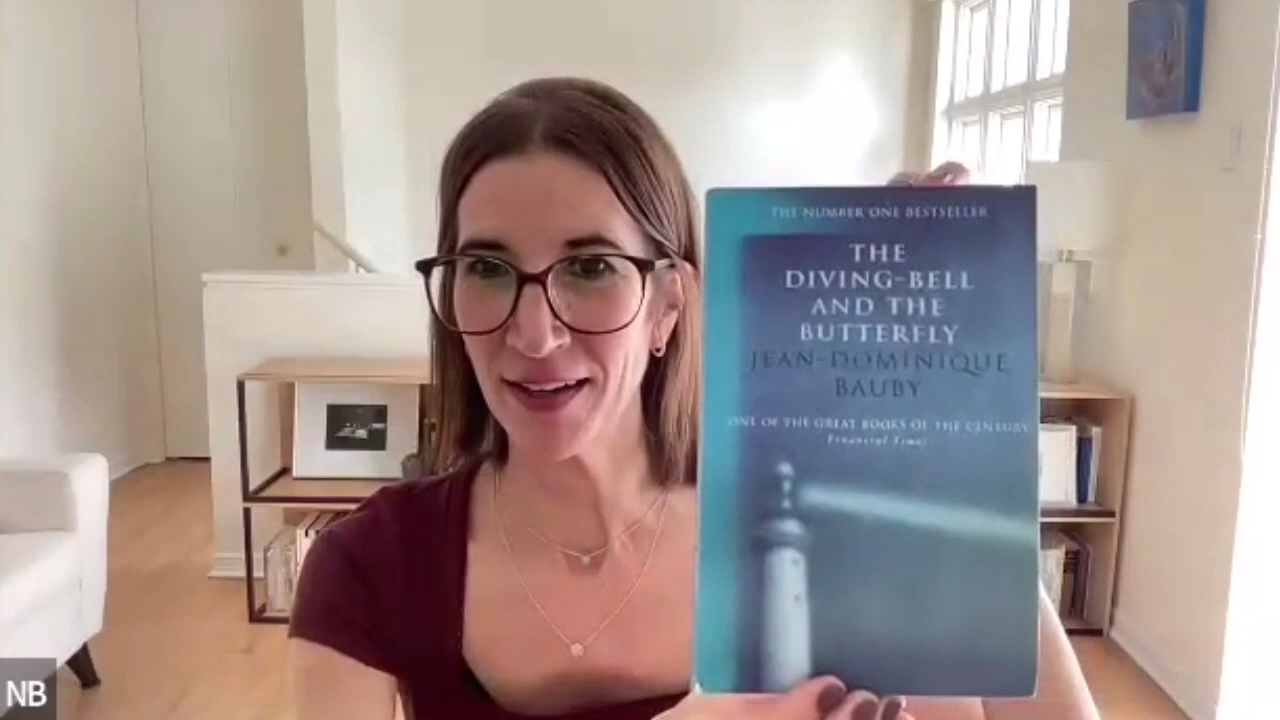 THE NUMBER ONE BESTSELLER
THE
DIVING-BELL
AND THE
BUTTERFLY
JEAN-DOMINIQUE
BAUBY
ONE OF THE GREAT BOOKS OF THE CENTURY
Financial Times
NB